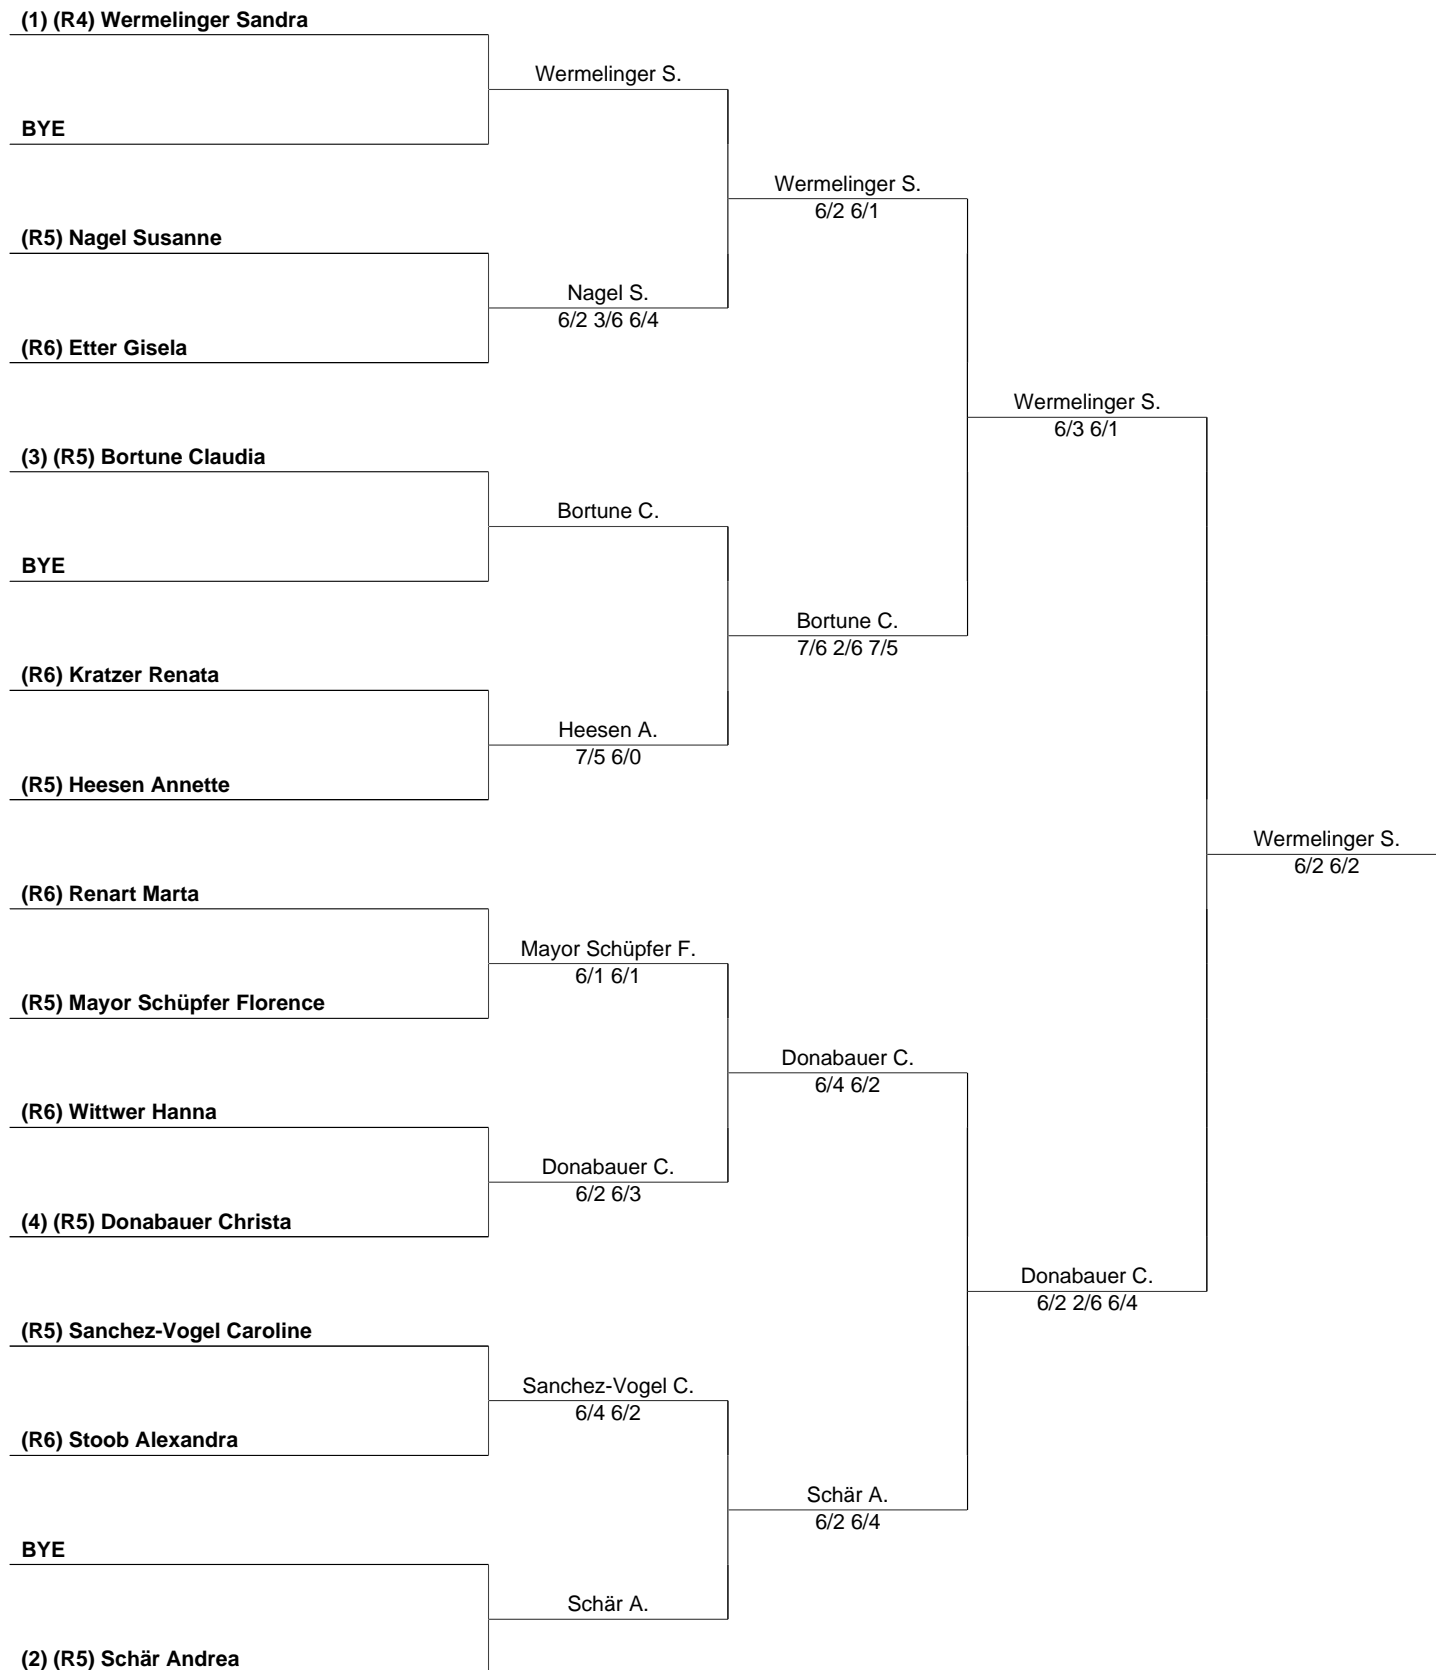 (1) (R4) Wermelinger Sandra
Wermelinger S.
BYE
Wermelinger S.
6/2 6/1
(R5) Nagel Susanne
Nagel S.
6/2 3/6 6/4
(R6) Etter Gisela
Wermelinger S.
6/3 6/1
(3) (R5) Bortune Claudia
Bortune C.
BYE
Bortune C.
7/6 2/6 7/5
(R6) Kratzer Renata
Heesen A.
7/5 6/0
(R5) Heesen Annette
Wermelinger S.
6/2 6/2
(R6) Renart Marta
Mayor Schüpfer F.
6/1 6/1
(R5) Mayor Schüpfer Florence
Donabauer C.
6/4 6/2
(R6) Wittwer Hanna
Donabauer C.
6/2 6/3
(4) (R5) Donabauer Christa
Donabauer C.
6/2 2/6 6/4
(R5) Sanchez-Vogel Caroline
Sanchez-Vogel C.
6/4 6/2
(R6) Stoob Alexandra
Schär A.
6/2 6/4
BYE
Schär A.
(2) (R5) Schär Andrea